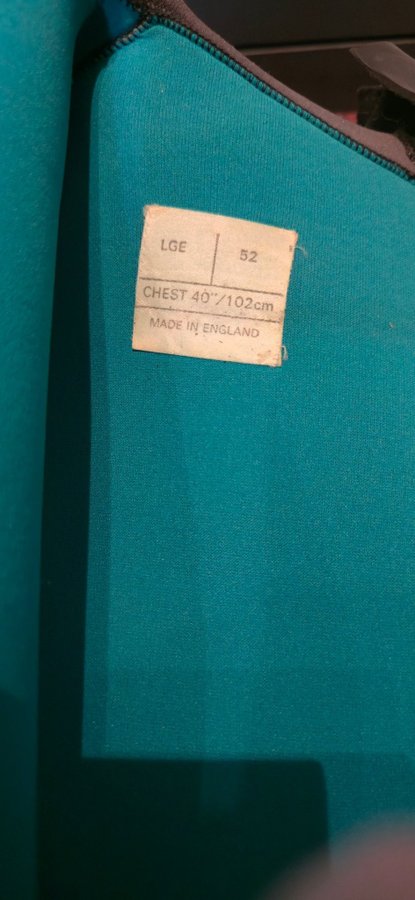 LGE 52
CHEST 40"/102cm
MADE IN ENGLAND